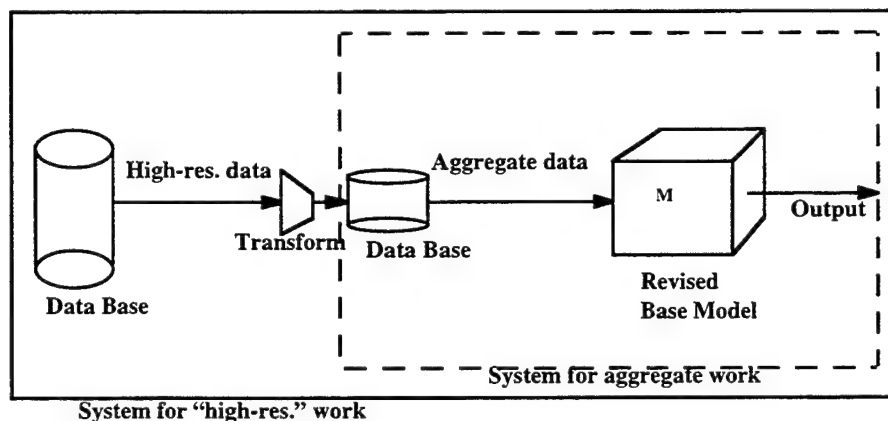 High-res. data
Aggregate data
M
Output
Transform
Data Base
Data Base
Revised
Base Model
System for aggregate work
System for “high-res.” work